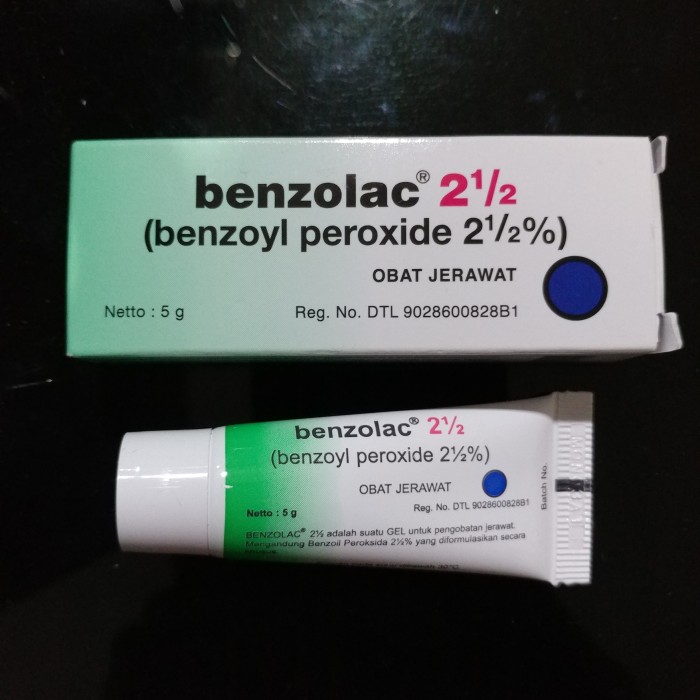 benzolac® 2½
(benzoyl peroxide 2½%)
OBAT JERAWAT
Netto : 5 g
Reg. No. DTL 9028600828B1
benzolac® 2½
(benzoyl peroxide 2½%)
OBAT JERAWAT
Reg. No. DTL 9028600828B1
Netto : 5 g
BENZOLAC® 2½ adalah suatu GEL untuk pengobatan jerawat.
Mengandung Benzoil Peroksida 2½% yang diformulasikan secara
Batch No.